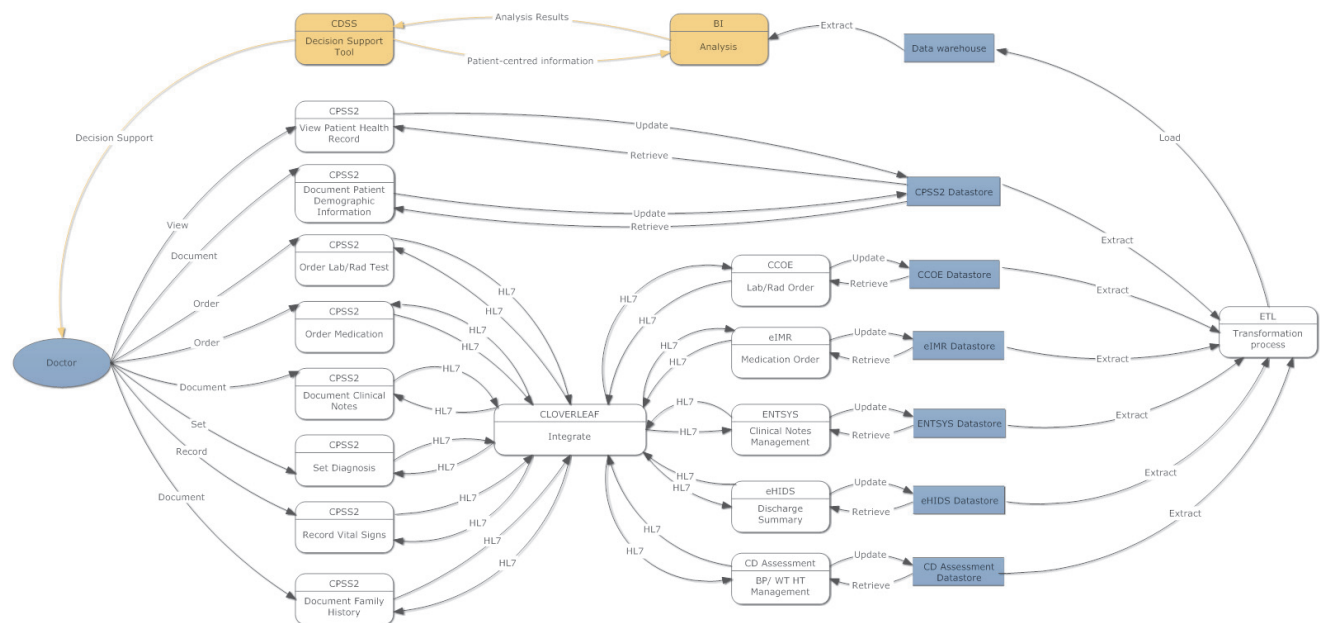 CDSS
Decision Support
Tool
Analysis Results
Patient-centred information
BI
Analysis
Extract
Data warehouse
Decision Support
Load
CPSS2
View Patient Health
Record
Update
Retrieve
CPSS2
Document Patient
Demographic
Information
Update
Retrieve
CPSS2 Datastore
Extract
View
Document
Order
Order
Document
Set
Record
Document
Doctor
CPSS2
Order Lab/Rad Test
HL7
HL7
CPSS2
Order Medication
HL7
HL7
CPSS2
Document Clinical
Notes
HL7
HL7
CPSS2
Set Diagnosis
HL7
HL7
CPSS2
Record Vital Signs
HL7
HL7
CPSS2
Document Family
History
HL7
HL7
CLOVERLEAF
Integrate
HL7
HL7
CCOE
Lab/Rad Order
Update
Retrieve
CCOE Datastore
Extract
HL7
HL7
eIMR
Medication Order
Update
Retrieve
eIMR Datastore
Extract
HL7
HL7
ENTSYS
Clinical Notes
Management
Update
Retrieve
ENTSYS Datastore
Extract
HL7
HL7
eHIDS
Discharge
Summary
Update
Retrieve
eHIDS Datastore
Extract
HL7
HL7
CD Assessment
BP/ WT HT
Management
Update
Retrieve
CD Assessment
Datastore
Extract
ETL
Transformation
process